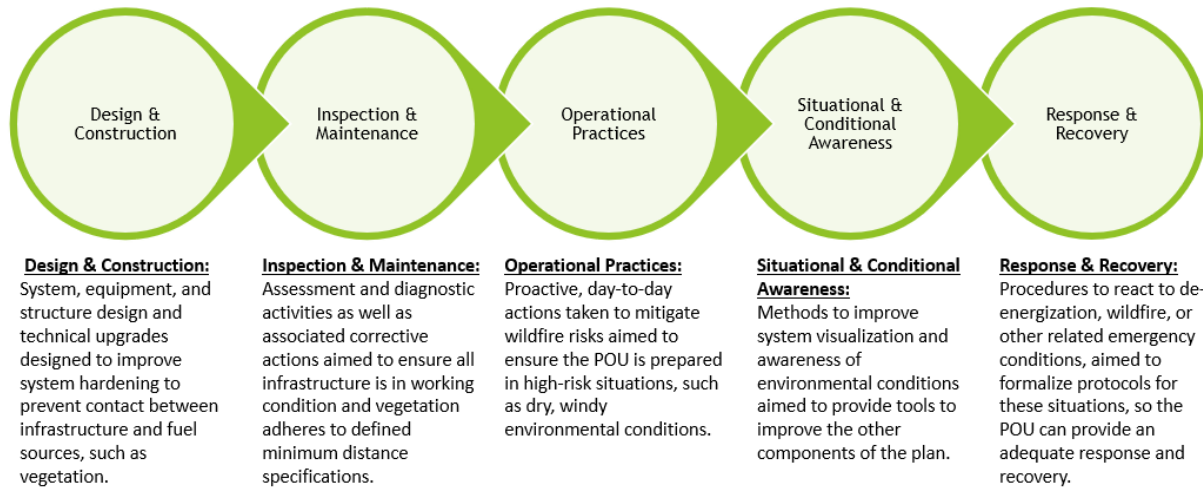 Design &
Construction
Inspection &
Maintenance
Operational
Practices
Situational &
Conditional
Awareness
Response &
Recovery
Design & Construction:
System, equipment, and
structure design and
technical upgrades
designed to improve
system hardening to
prevent contact between
infrastructure and fuel
sources, such as
vegetation.
Inspection & Maintenance:
Assessment and diagnostic
activities as well as
associated corrective
actions aimed to ensure all
infrastructure is in working
condition and vegetation
adheres to defined
minimum distance
specifications.
Operational Practices:
Proactive, day-to-day
actions taken to mitigate
wildfire risks aimed to
ensure the POU is prepared
in high-risk situations, such
as dry, windy
environmental conditions.
Situational & Conditional
Awareness:
Methods to improve
system visualization and
awareness of
environmental conditions
aimed to provide tools to
improve the other
components of the plan.
Response & Recovery:
Procedures to react to de-
energization, wildfire, or
other related emergency
conditions, aimed to
formalize protocols for
these situations, so the
POU can provide an
adequate response and
recovery.